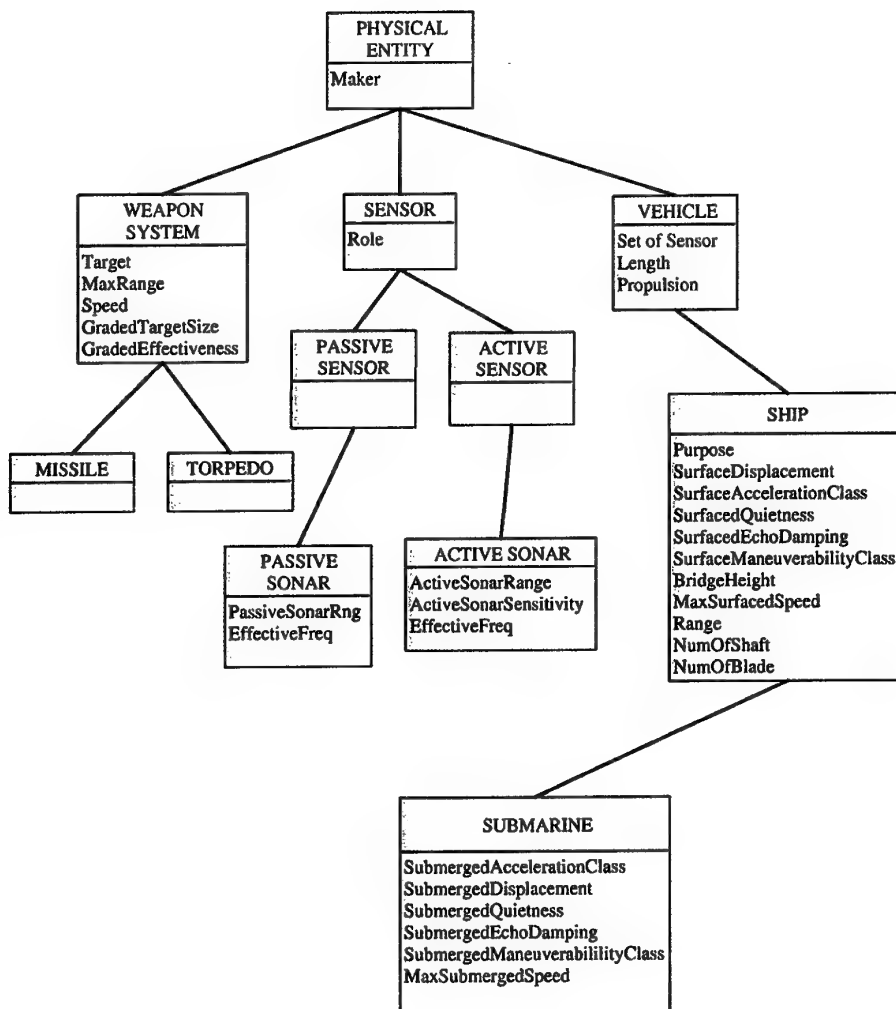 PHYSICAL
ENTITY
Maker
WEAPON
SYSTEM
Target
MaxRange
Speed
GradedTargetSize
GradedEffectiveness
SENSOR
Role
VEHICLE
Set of Sensor
Length
Propulsion
PASSIVE
SENSOR
ACTIVE
SENSOR
MISSILE
TORPEDO
SHIP
Purpose
SurfaceDisplacement
SurfaceAccelerationClass
SurfacedQuietness
SurfacedEchoDamping
SurfaceManeuverabilityClass
BridgeHeight
MaxSurfacedSpeed
Range
NumOfShaft
NumOfBlade
PASSIVE
SONAR
PassiveSonarRng
EffectiveFreq
ACTIVE SONAR
ActiveSonarRange
ActiveSonarSensitivity
EffectiveFreq
SUBMARINE
SubmergedAccelerationClass
SubmergedDisplacement
SubmergedQuietness
SubmergedEchoDamping
SubmergedManeuverabililityClass
MaxSubmergedSpeed